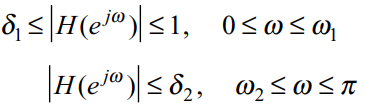 δ₁ ≤ |H(e^{jω})| ≤ 1,   0 ≤ ω ≤ ω₁
|H(e^{jω})| ≤ δ₂,   ω₂ ≤ ω ≤ π